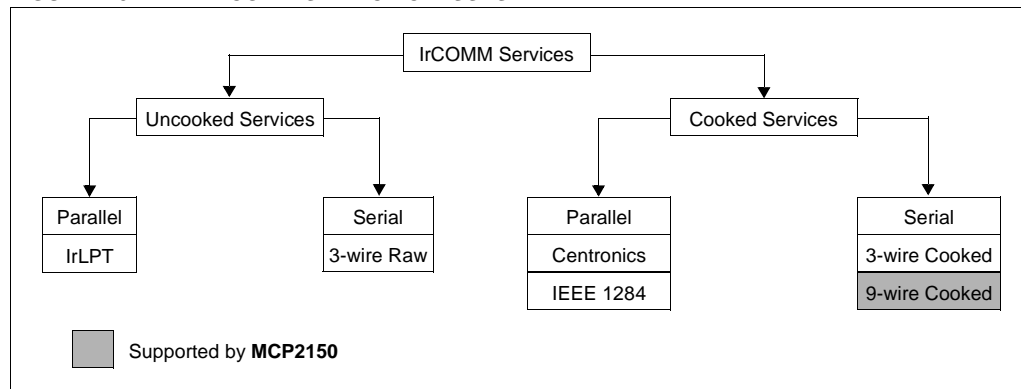 IrCOMM Services
Uncooked Services
Cooked Services
Parallel
IrLPT
Serial
3-wire Raw
Parallel
Centronics
IEEE 1284
Serial
3-wire Cooked
9-wire Cooked
Supported by MCP2150